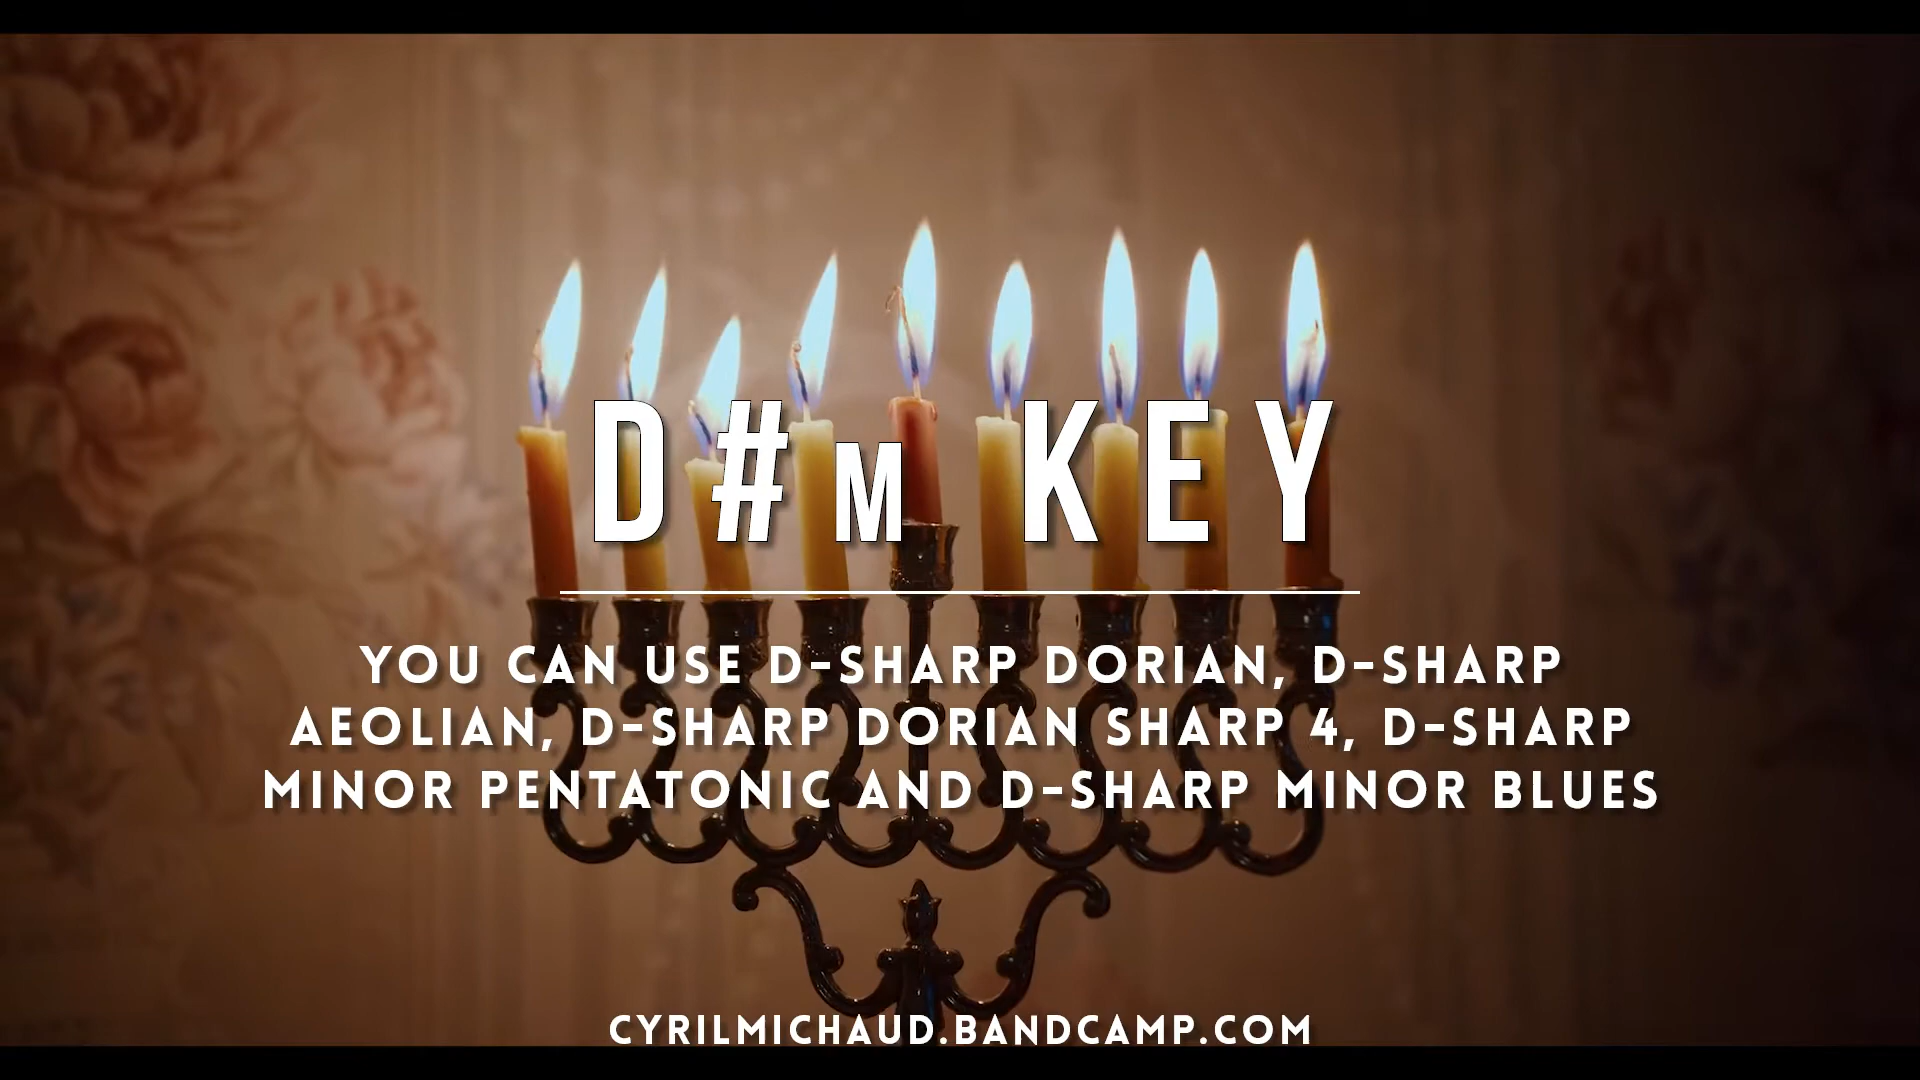 D#M KEY
YOU CAN USE D-SHARP DORIAN, D-SHARP
AEOLIAN, D-SHARP DORIAN SHARP 4, D-SHARP
MINOR PENTATONIC AND D-SHARP MINOR BLUES
CYRILMICHAUD.BANDCAMP.COM